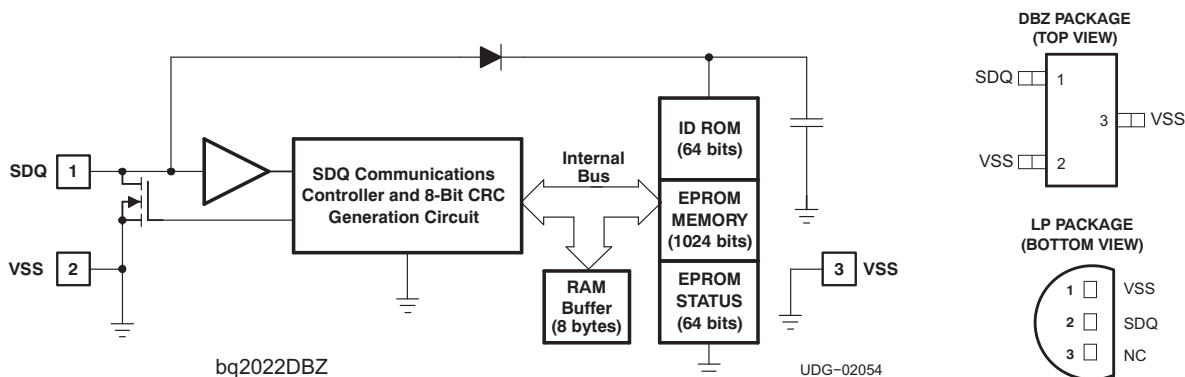 DBZ PACKAGE
(TOP VIEW)
SDQ
1
3
VSS
VSS
2
ID ROM
(64 bits)
SDQ
1
SDQ Communications
Controller and 8-Bit CRC
Generation Circuit
Internal
Bus
EPROM
MEMORY
(1024 bits)
LP PACKAGE
(BOTTOM VIEW)
VSS
2
RAM
Buffer
(8 bytes)
EPROM
STATUS
(64 bits)
3
VSS
1
VSS
2
SDQ
3
NC
bq2022DBZ
UDG−02054